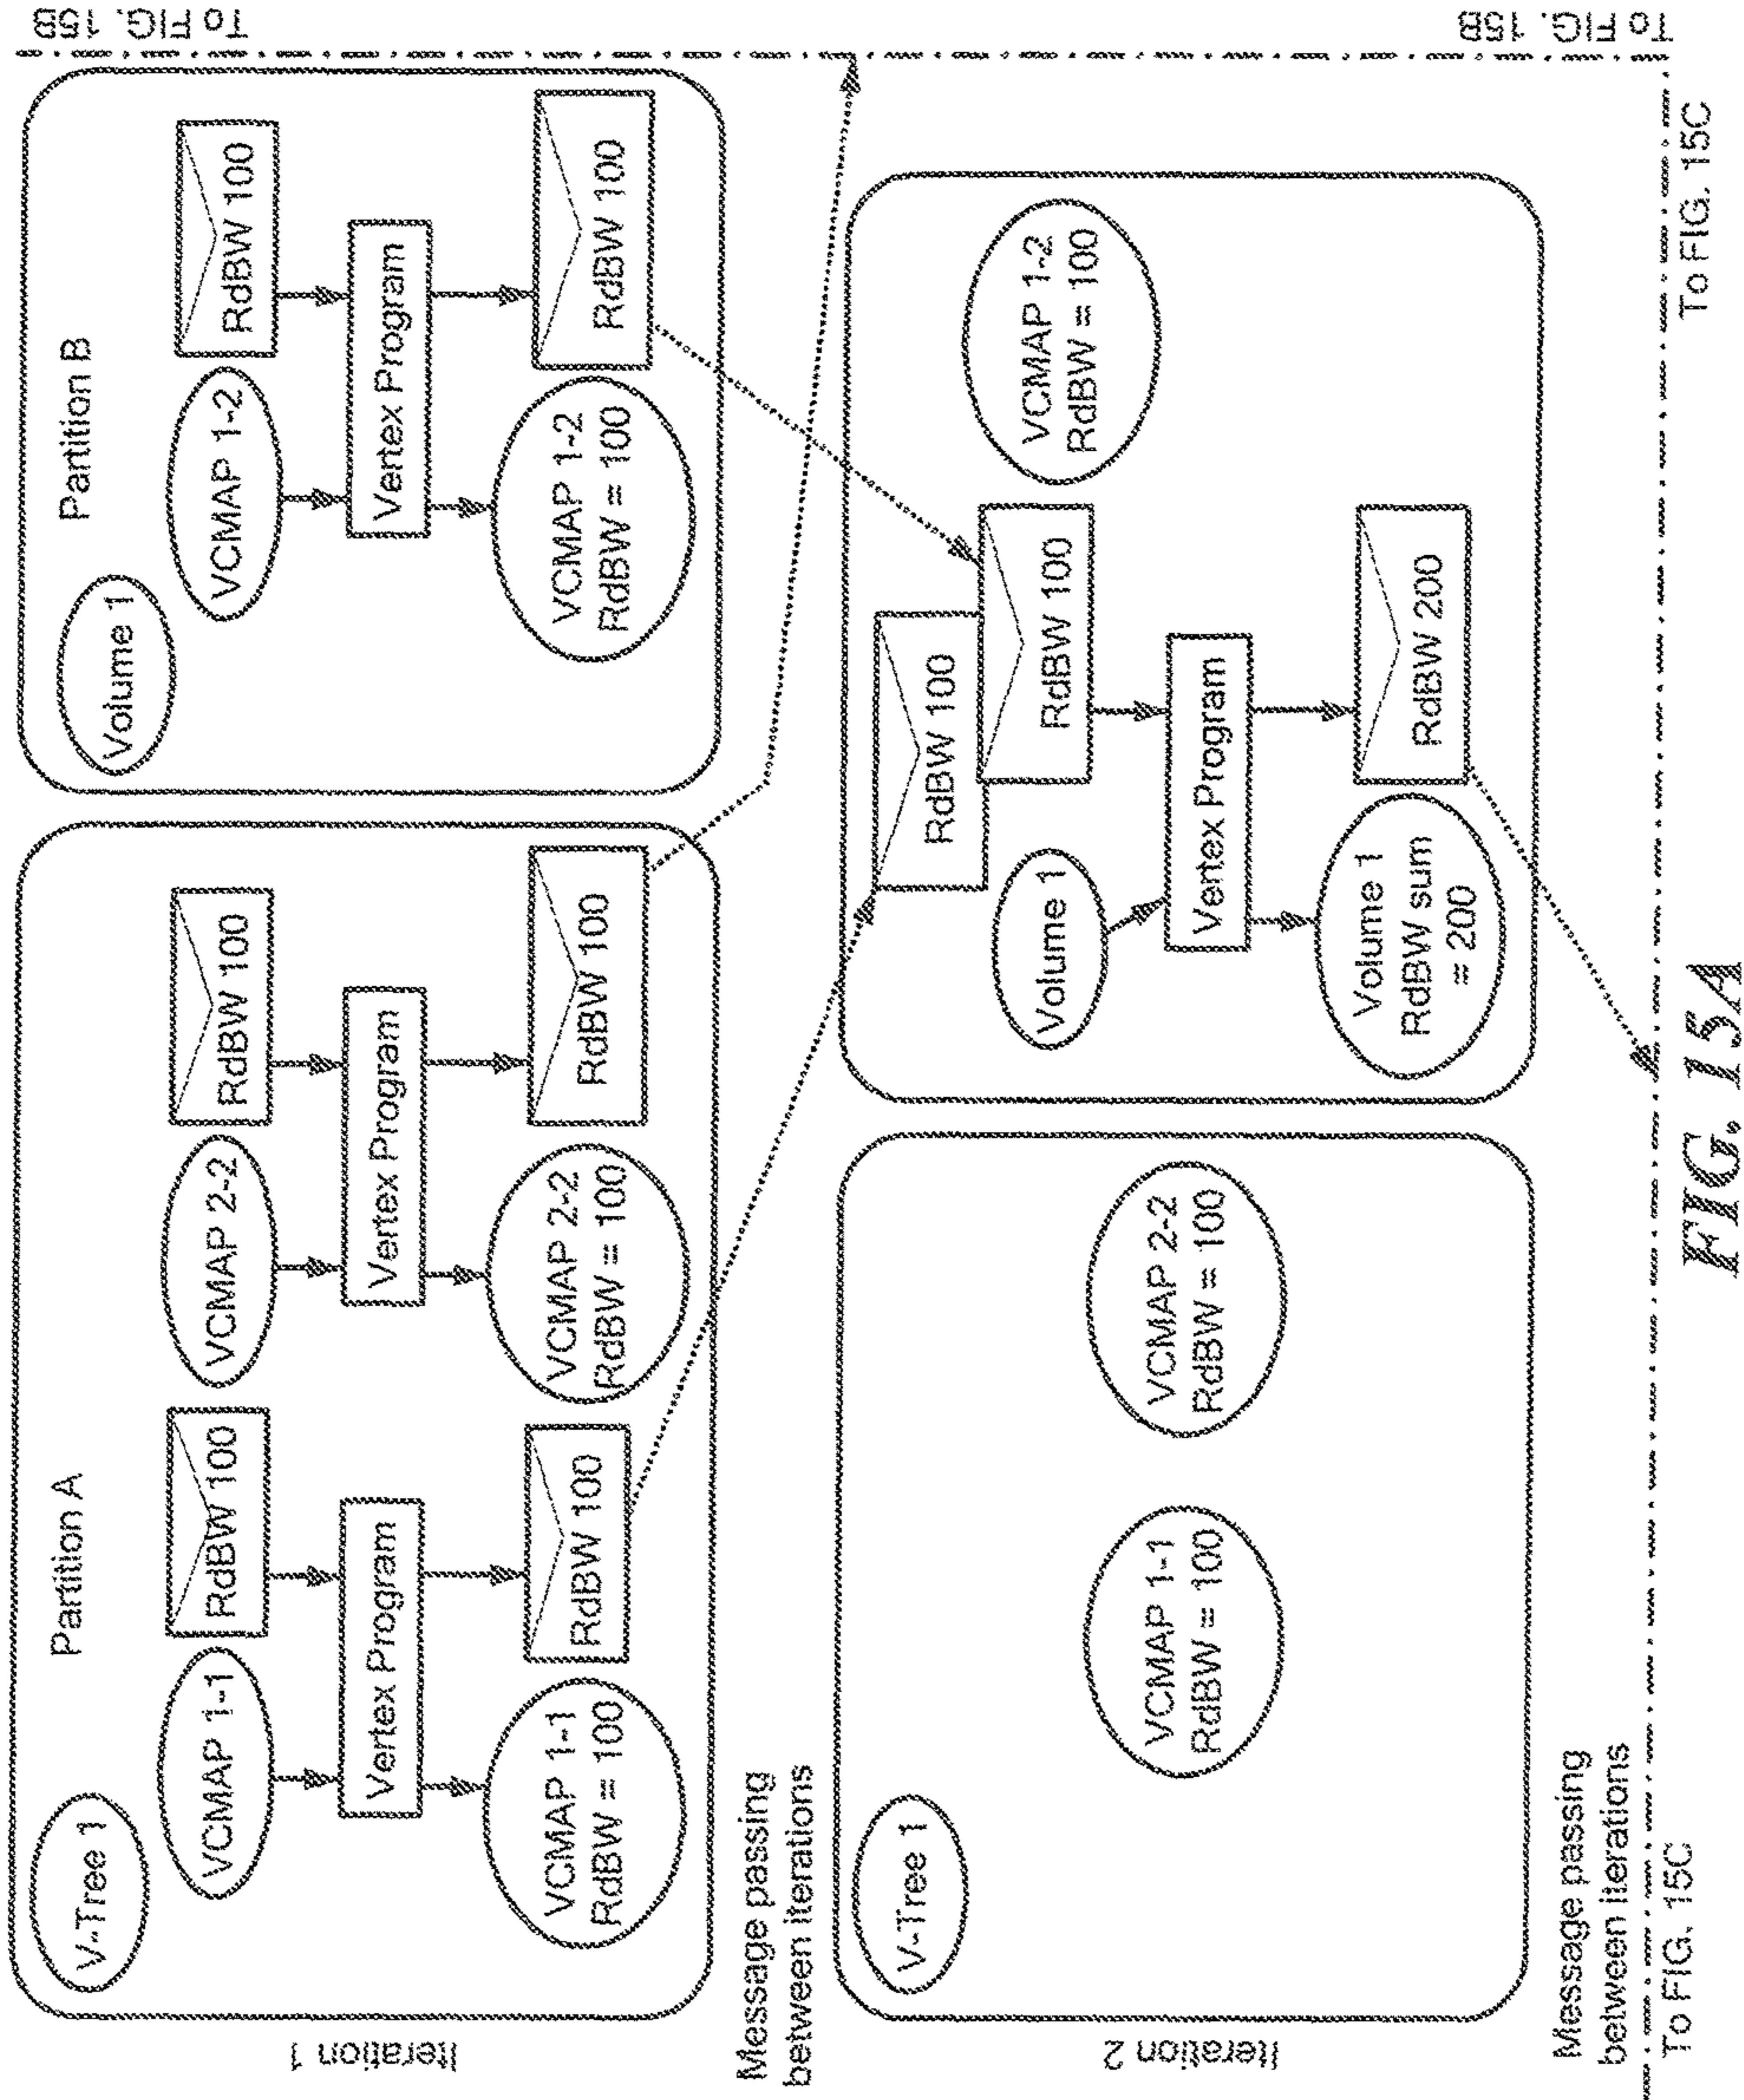 Iteration 1
Partition A
V-Tree 1
VCMAP 1-1
RdBW 100
VCMAP 2-2
RdBW 100
Vertex Program
Vertex Program
VCMAP 1-1
RdBW = 100
RdBW 100
VCMAP 2-2
RdBW = 100
RdBW 100
Partition B
Volume 1
VCMAP 1-2
RdBW 100
Vertex Program
VCMAP 1-2
RdBW = 100
RdBW 100
To FIG. 15B
Message passing
between iterations
Iteration 2
V-Tree 1
VCMAP 1-1
RdBW = 100
VCMAP 2-2
RdBW = 100
RdBW 100
RdBW 100
Volume 1
VCMAP 1-2
RdBW = 100
Vertex Program
Volume 1
RdBW sum
= 200
RdBW 200
To FIG. 15B
Message passing
between iterations
To FIG. 15C
To FIG. 15C
FIG. 15A